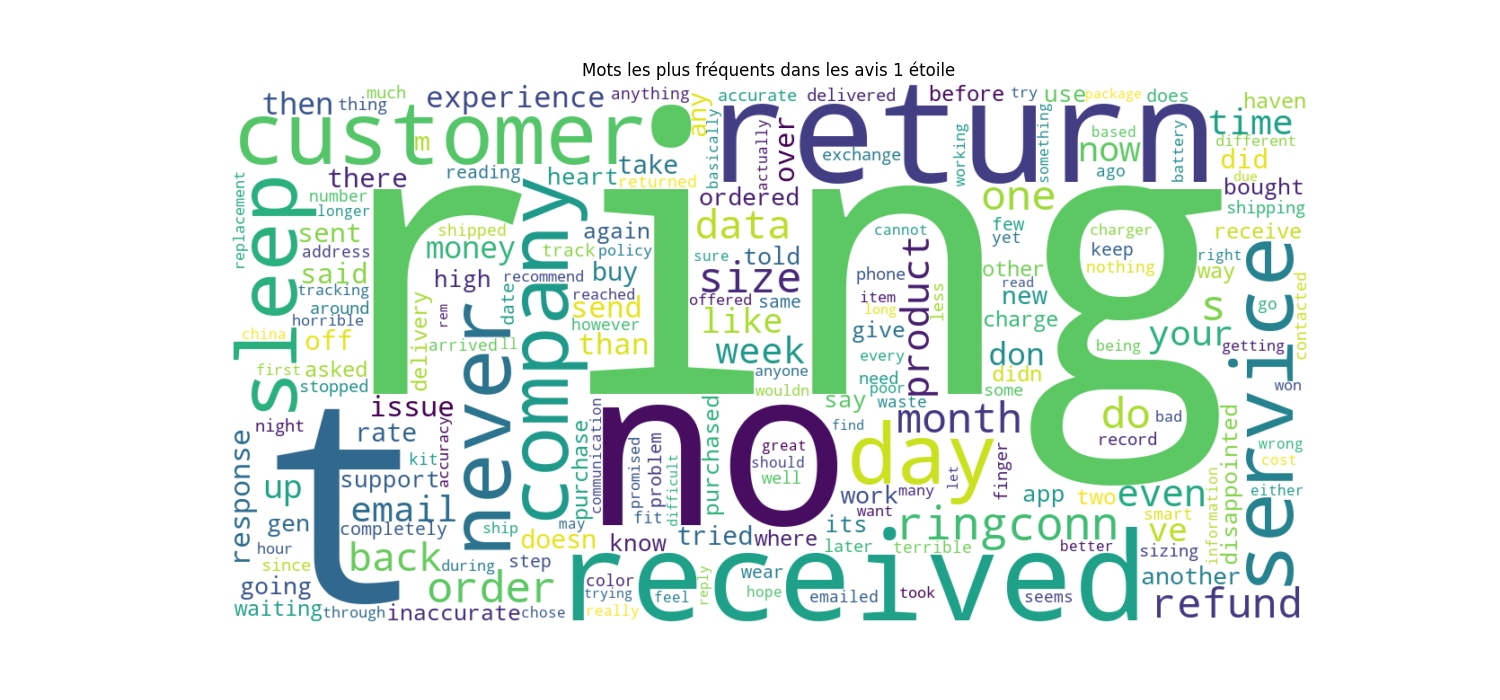 Mots les plus fréquents dans les avis 1 étoile
then thing much experience anything any accurate delivered before try use package does haven
customer m return time
there reading heart take returned basically actually over exchange working something now based ago battery different did due
replacement sleep number longer sent address said tracking around horrible china off first asked stopped night
ring
shipped money track policy high recommend reached send however than delivery rem arrived ll date company never again buy
ordered data sure told size offered same like week anyone wouldn
cannot phone item long give every need poor waste product less
one few yet other new charge don didn some charger keep nothing read being
bought shipping receive right way s go your getting contacted service won
issue rate accuracy kit support email completely response up gen hour since going waiting through
t no purchase communication promised problem difficult purchased fit great should well
say find day month work many want let finger do record bad
app two even smart ve wrong cost either information disappointed
ship may doesn step during back order inaccurate chose
know tried where its later terrible ringconn better sizing another refund
received color trying really feel reply wear hope emailed took seems